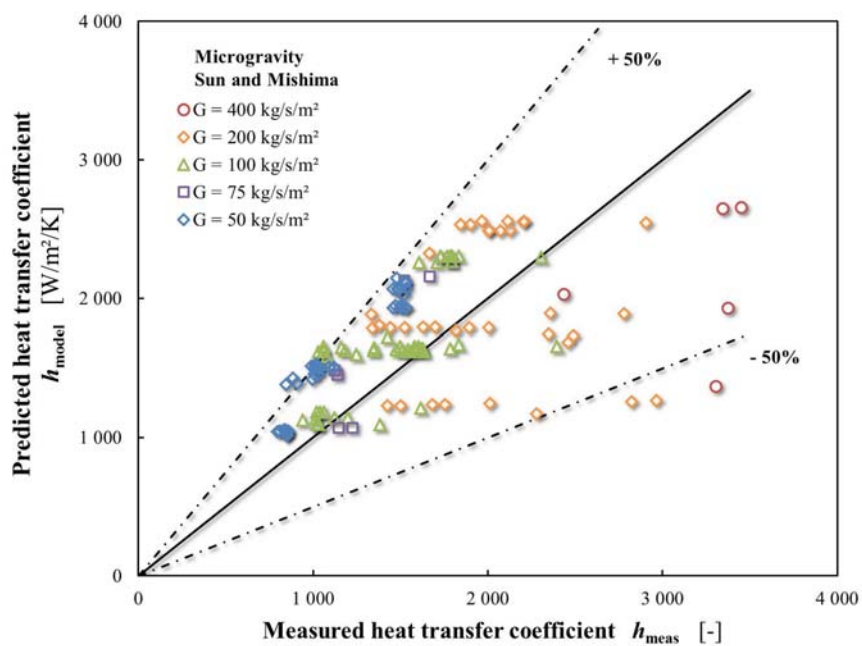 4 000
3 000
2 000
1 000
0
Predicted heat transfer coefficient
hmodel [W/m²/K]
Microgravity
Sun and Mishima
G = 400 kg/s/m²
G = 200 kg/s/m²
G = 100 kg/s/m²
G = 75 kg/s/m²
G = 50 kg/s/m²
+ 50%
- 50%
0 1 000 2 000 3 000 4 000
Measured heat transfer coefficient hmeas [-]